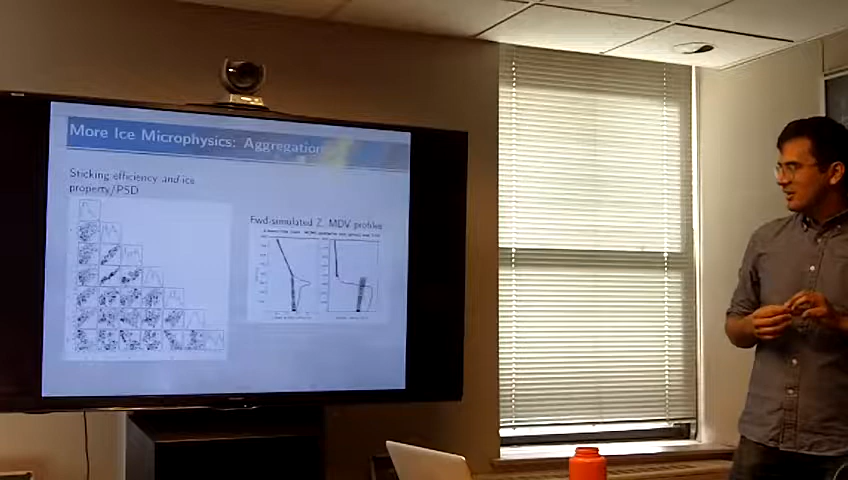 More Ice Microphysics: Aggregation
Sticking efficiency and ice
property/PSD
Fwd-simulated Z, MDV profiles